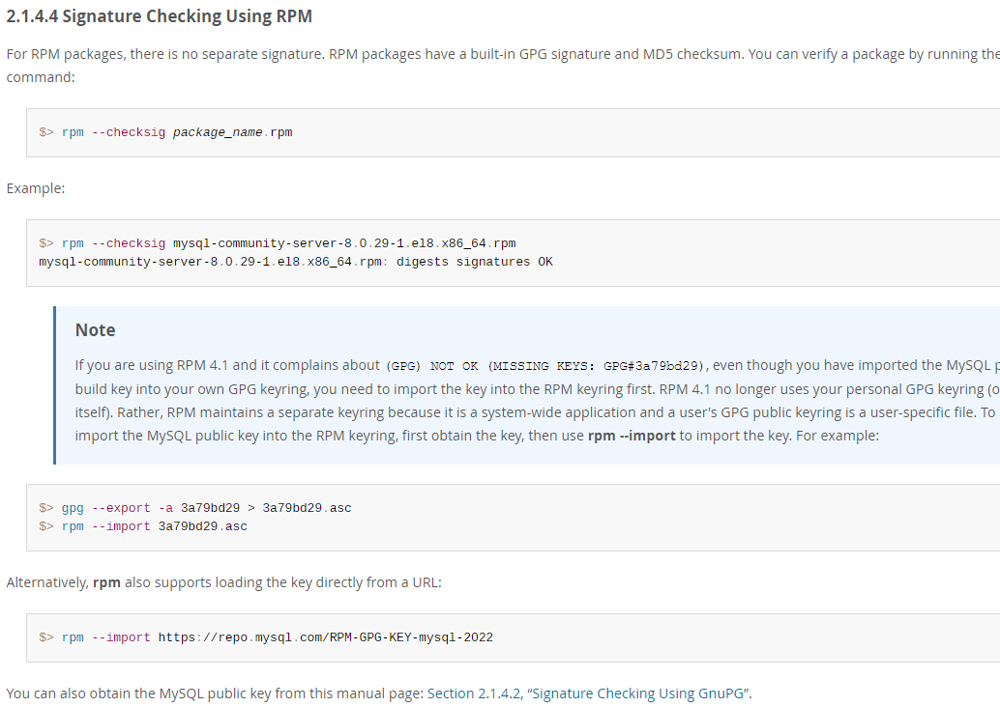 2.1.4.4 Signature Checking Using RPM
For RPM packages, there is no separate signature. RPM packages have a built-in GPG signature and MD5 checksum. You can verify a package by running the
command:
$> rpm --checksig package_name.rpm
Example:
$> rpm --checksig mysql-community-server-8.0.29-1.el8.x86_64.rpm
mysql-community-server-8.0.29-1.el8.x86_64.rpm: digests signatures OK
Note
If you are using RPM 4.1 and it complains about (GPG) NOT OK (MISSING KEYS: GPG#3a79bd29), even though you have imported the MySQL p
build key into your own GPG keyring, you need to import the key into the RPM keyring first. RPM 4.1 no longer uses your personal GPG keyring (o
itself). Rather, RPM maintains a separate keyring because it is a system-wide application and a user's GPG public keyring is a user-specific file. To
import the MySQL public key into the RPM keyring, first obtain the key, then use rpm --import to import the key. For example:
$> gpg --export -a 3a79bd29 > 3a79bd29.asc
$> rpm --import 3a79bd29.asc
Alternatively, rpm also supports loading the key directly from a URL:
$> rpm --import https://repo.mysql.com/RPM-GPG-KEY-mysql-2022
You can also obtain the MySQL public key from this manual page: Section 2.1.4.2, “Signature Checking Using GnuPG”.